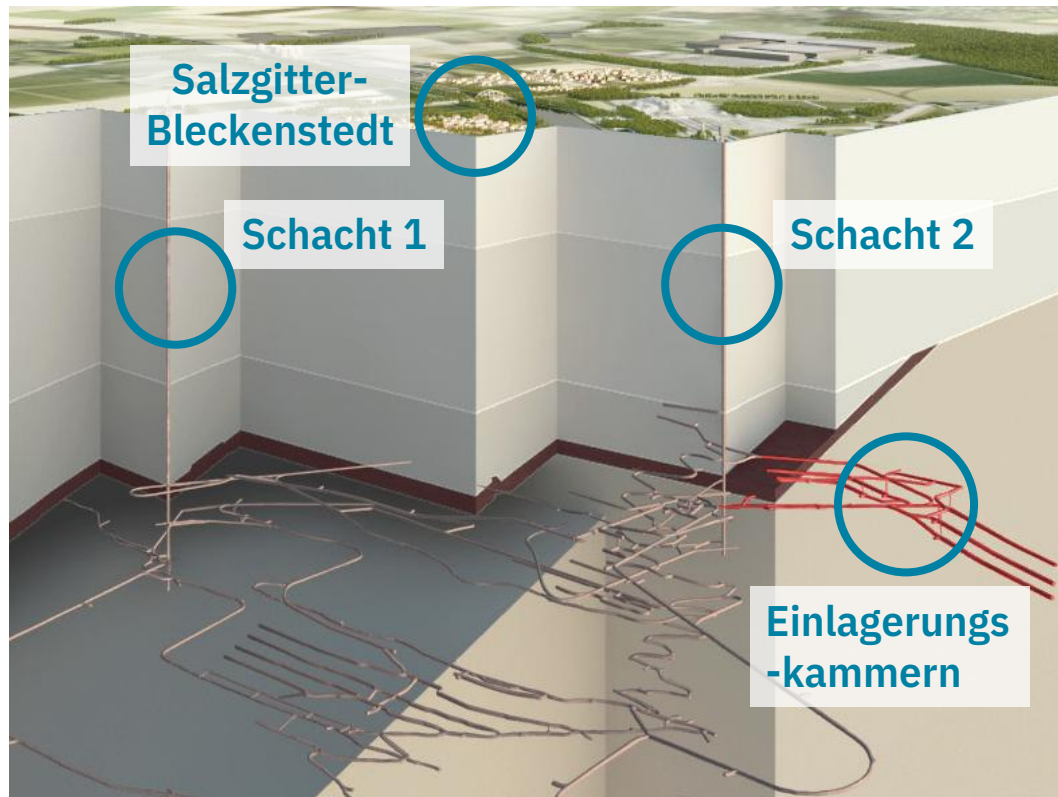 Salzgitter-
Bleckenstedt
Schacht 1
Schacht 2
Einlagerungs
-kammern